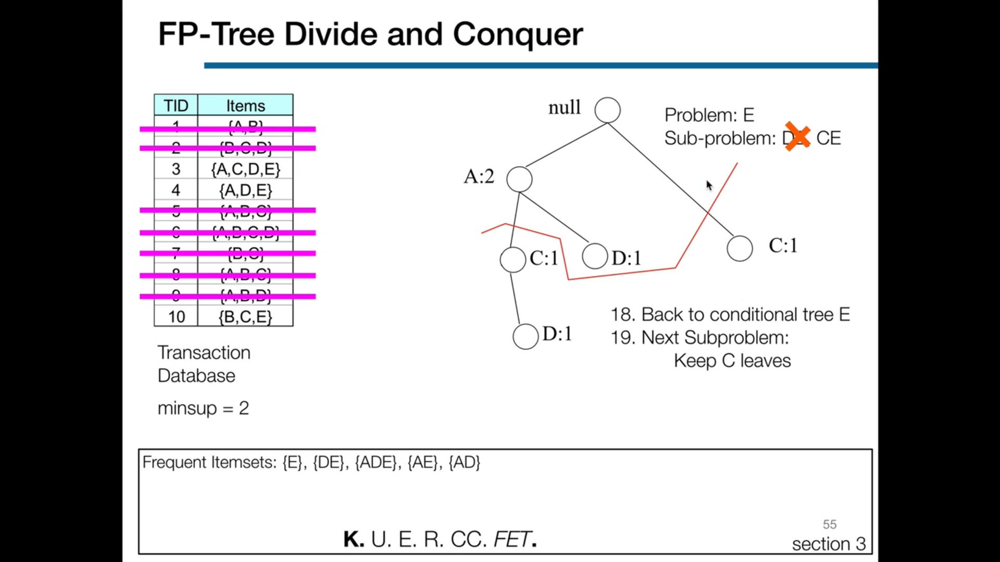 FP-Tree Divide and Conquer
TID Items
1 {A,B}
2 {B,C,D}
3 {A,C,D,E}
4 {A,D,E}
5 {A,B,C}
6 {A,B,C,D}
7 {B,C}
8 {A,B,C}
9 {A,B,D}
10 {B,C,E}
Transaction
Database
minsup = 2
null
A:2
C:1
D:1
C:1
D:1
Problem: E
Sub-problem: DE, CE
18. Back to conditional tree E
19. Next Subproblem:
Keep C leaves
Frequent Itemsets: {E}, {DE}, {ADE}, {AE}, {AD}
K. U. E. R. CC. FET.
55
section 3